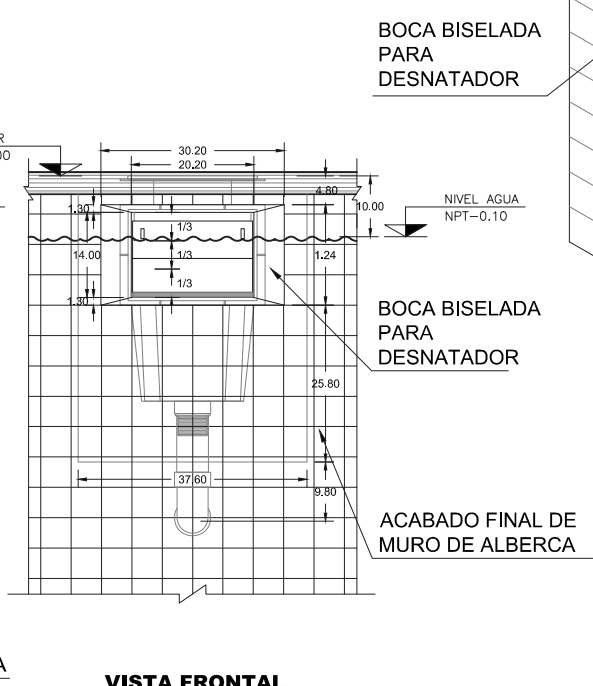 BOCA BISELADA
PARA
DESNATADOR
R
00
30.20
20.20
4.80
10.00
1.30
1/3
NIVEL AGUA
NPT-0.10
14.00
1/3
1.24
1/3
1.30
BOCA BISELADA
PARA
DESNATADOR
25.80
37.60
9.80
ACABADO FINAL DE
MURO DE ALBERCA
A
VISTA FRONTAL